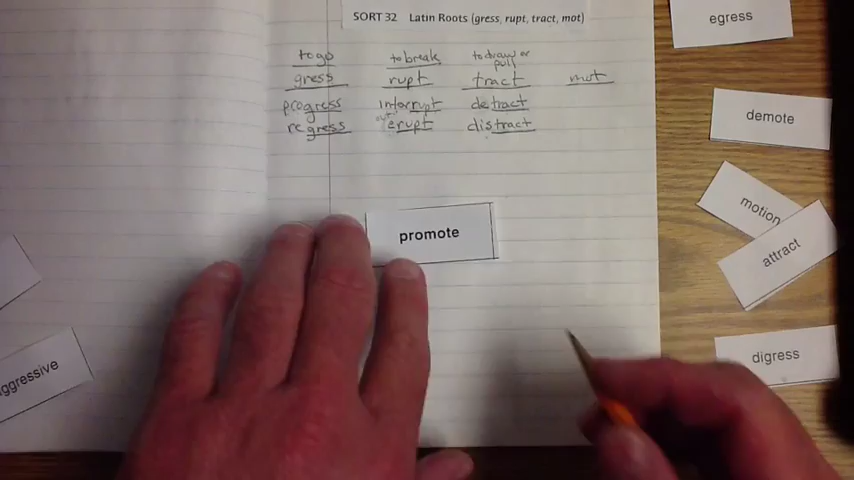 SORT 32 Latin Roots (gress, rupt, tract, mot)
to go to break to draw or pull
gress rupt tract mot
progress interrupt detract
regress erupt distract
promote
egress
demote
motion
attract
digress
aggressive